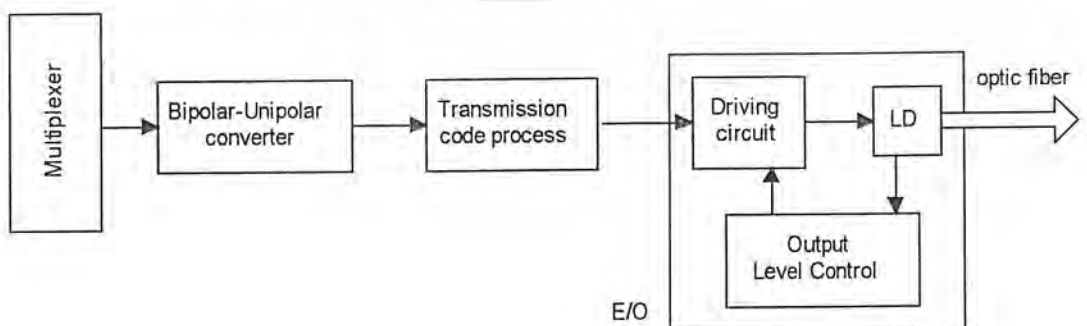 Multiplexer
Bipolar-Unipolar
converter
Transmission
code process
Driving
circuit
LD
optic fiber
Output
Level Control
E/O